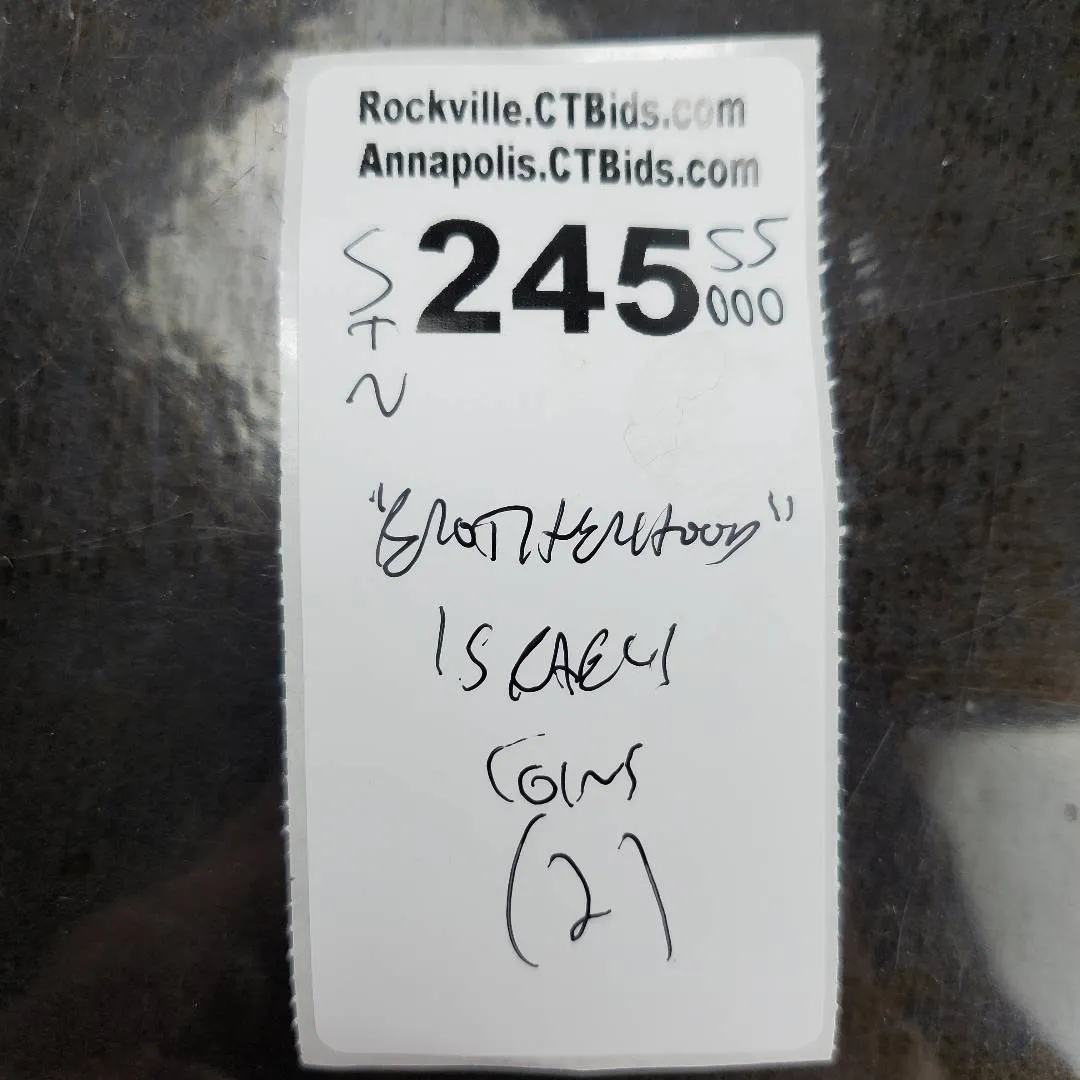 Rockville.CTBids.com
Annapolis.CTBids.com
S 245 55
+ 000
N
"BROTHERHOOD"
ISRAELI
COINS
(2)